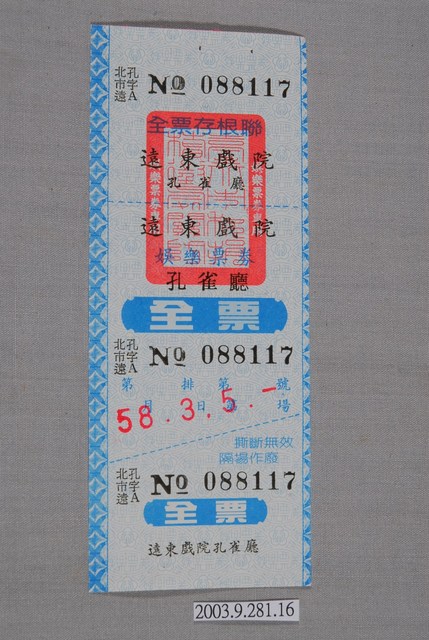 北市遠 孔字A № 088117
全票存根聯
遠東戲院
孔雀廳
遠東戲院
娛樂票券
孔雀廳
全票
北市遠 孔字A № 088117
第 排 第 號
月 日 場
58.3.5.-
撕斷無效
隔場作廢
北市遠 孔字A № 088117
全票
遠東戲院孔雀廳
2003.9.281.16